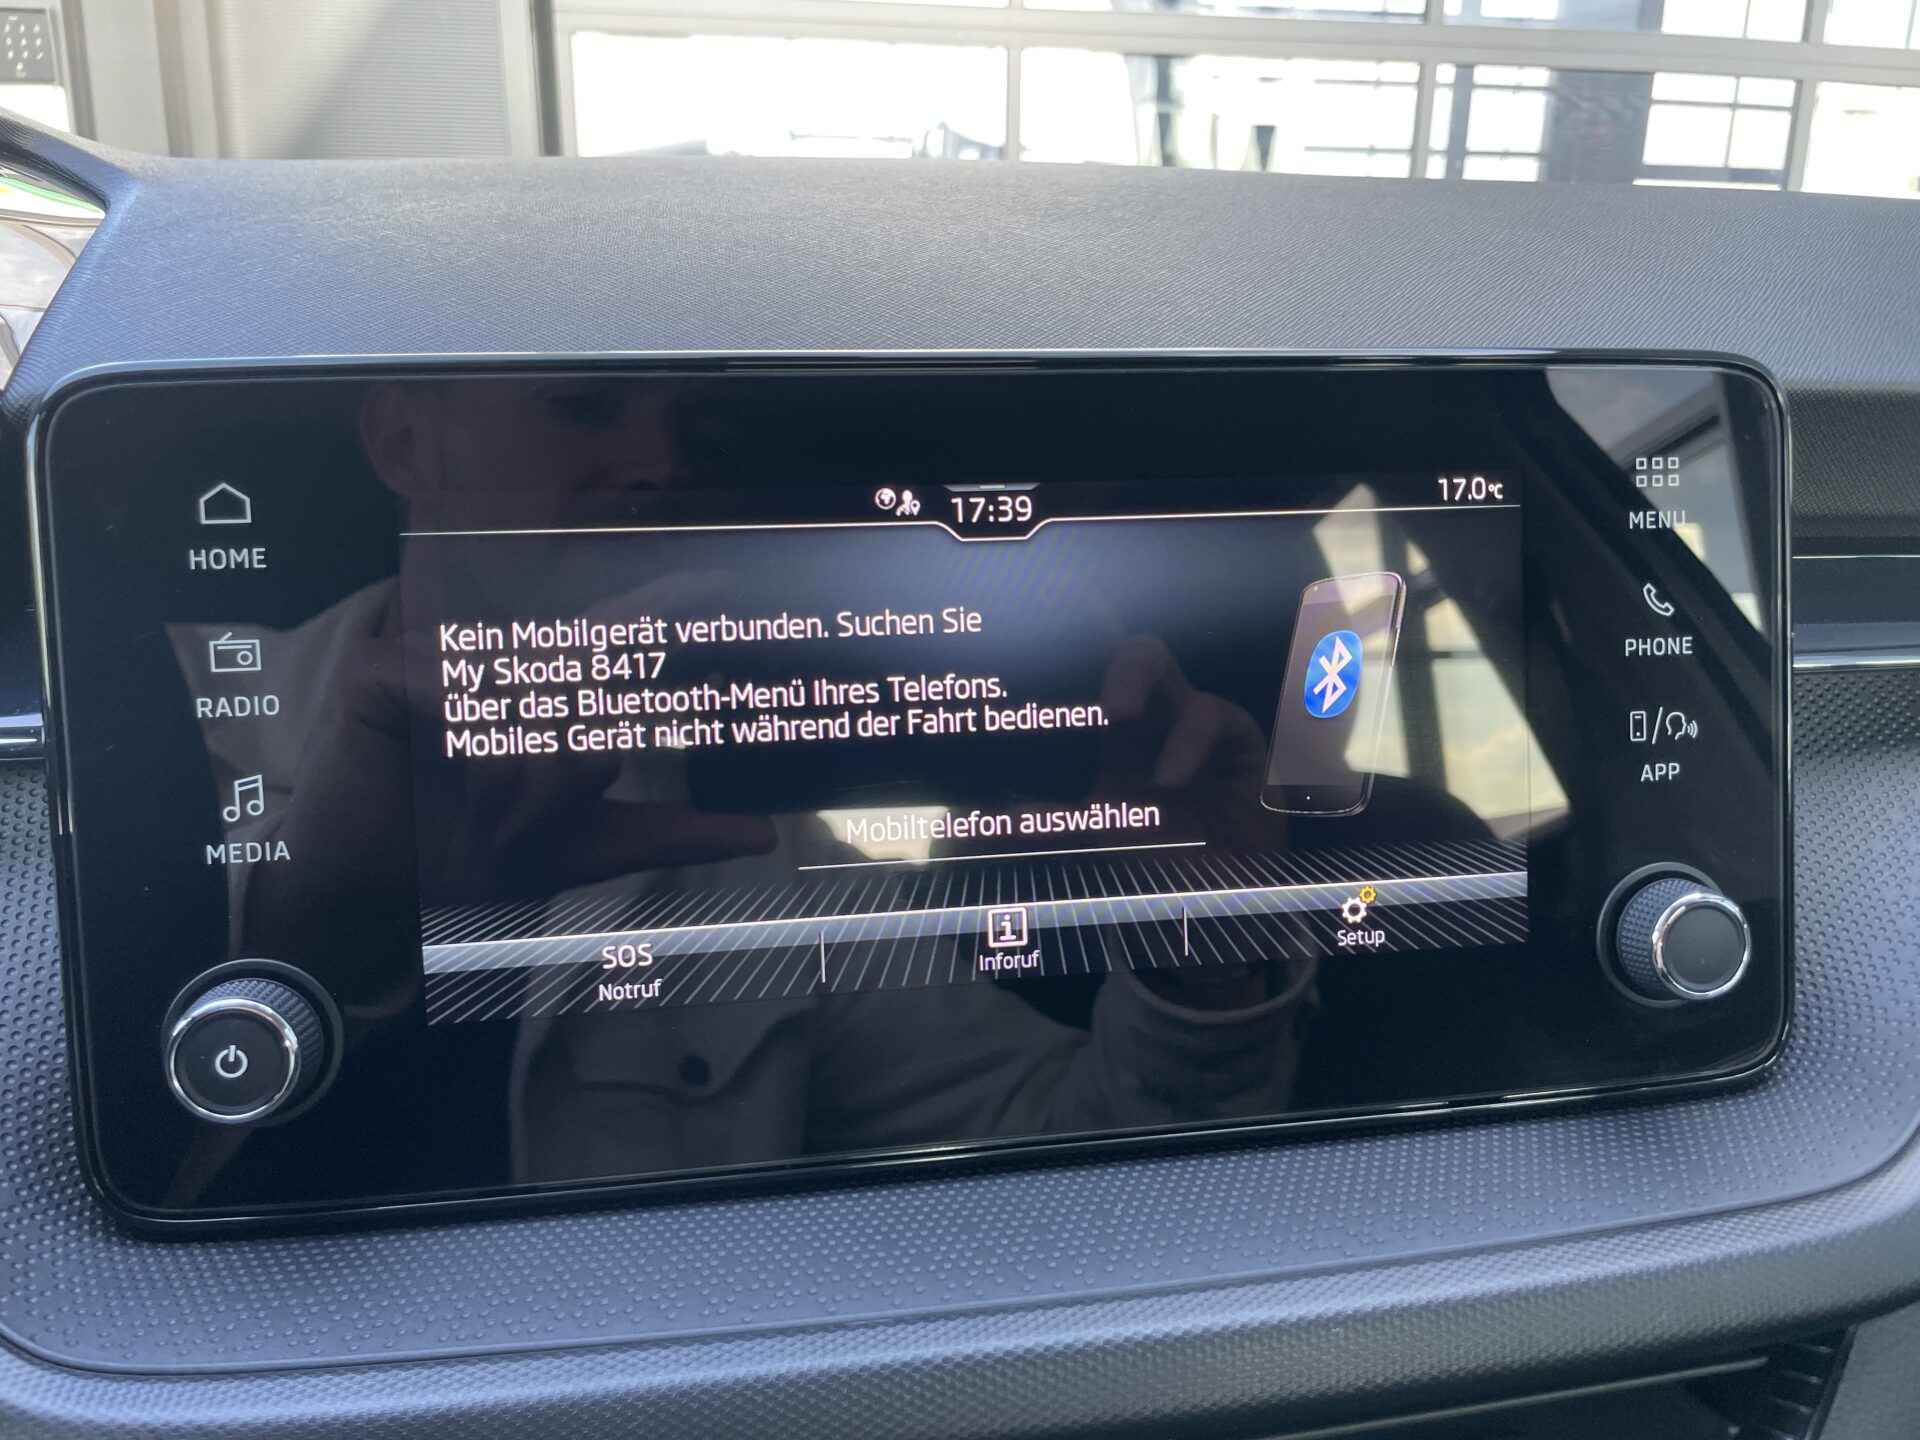 17:39
17.0°C
HOME
RADIO
MEDIA
Kein Mobilgerät verbunden. Suchen Sie
My Skoda 8417
über das Bluetooth-Menü Ihres Telefons.
Mobiles Gerät nicht während der Fahrt bedienen.
Mobiltelefon auswählen
SOS
Notruf
Inforuf
Setup
MENU
PHONE
APP